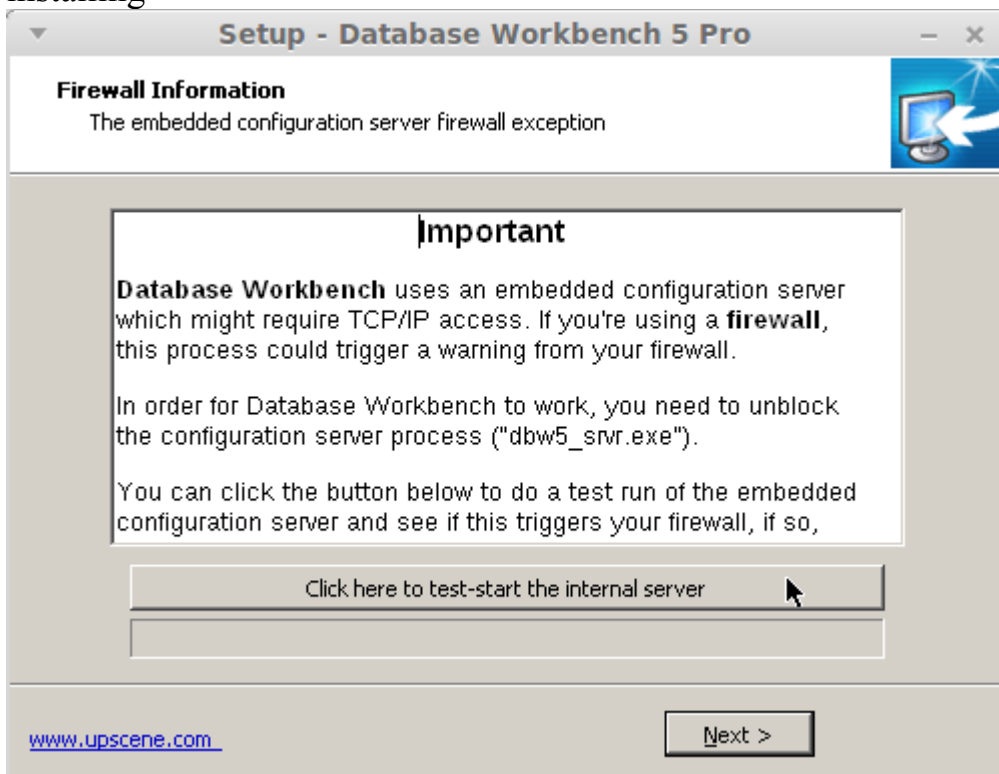 installing
Setup - Database Workbench 5 Pro
Firewall Information
The embedded configuration server firewall exception
Important
Database Workbench uses an embedded configuration server
which might require TCP/IP access. If you're using a firewall,
this process could trigger a warning from your firewall.
In order for Database Workbench to work, you need to unblock
the configuration server process ("dbw5_srvr.exe").
You can click the button below to do a test run of the embedded
configuration server and see if this triggers your firewall, if so,
Click here to test-start the internal server
www.upscene.com
Next >